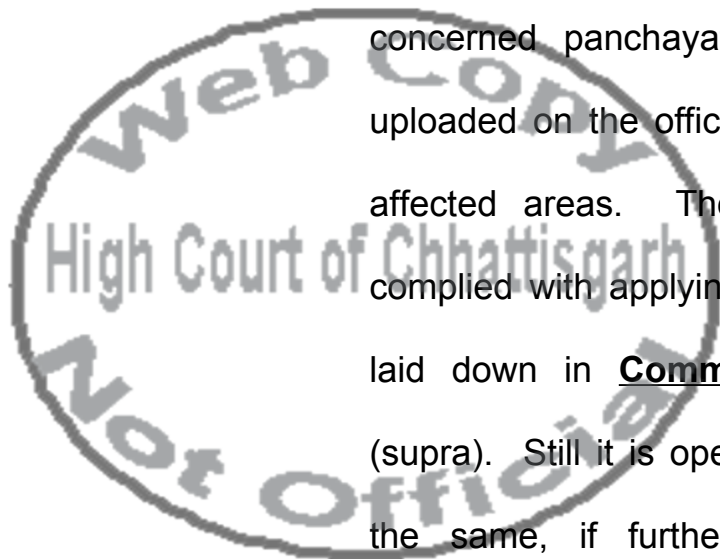 concerned panchaya
uploaded on the offic
affected areas. The
complied with applyin
laid down in Comm
(supra). Still it is ope
the same, if furthe
Web Copy
High Court of Chhattisgarh
Not Official